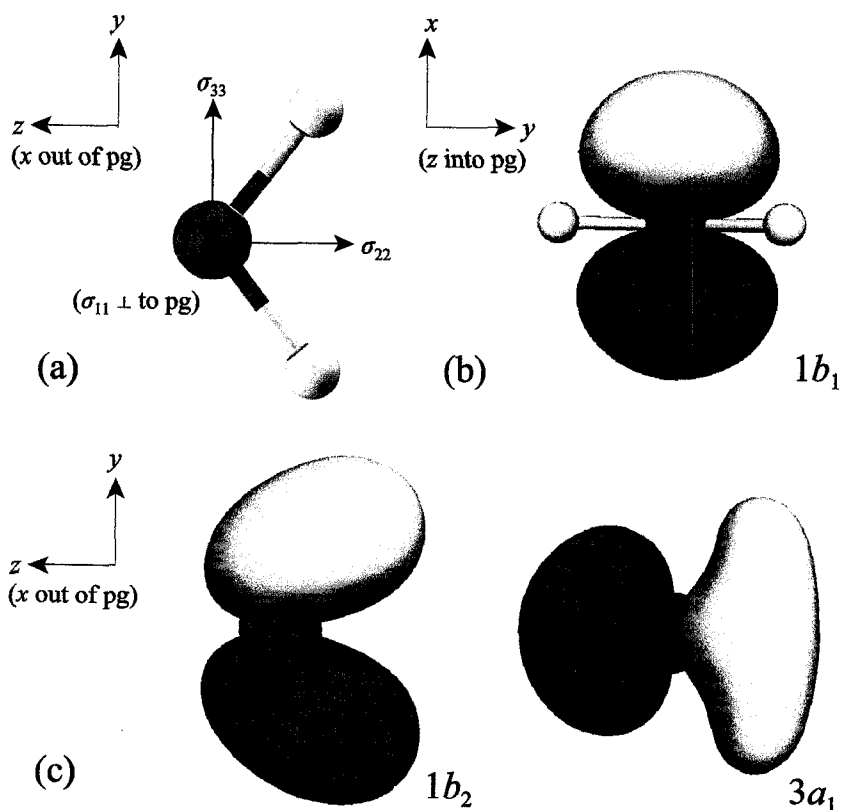 y
z
(x out of pg)
σ33
σ22
(σ11 ⊥ to pg)
(a)
x
y
(z into pg)
(b)
1b1
y
z
(x out of pg)
(c)
1b2
3a1